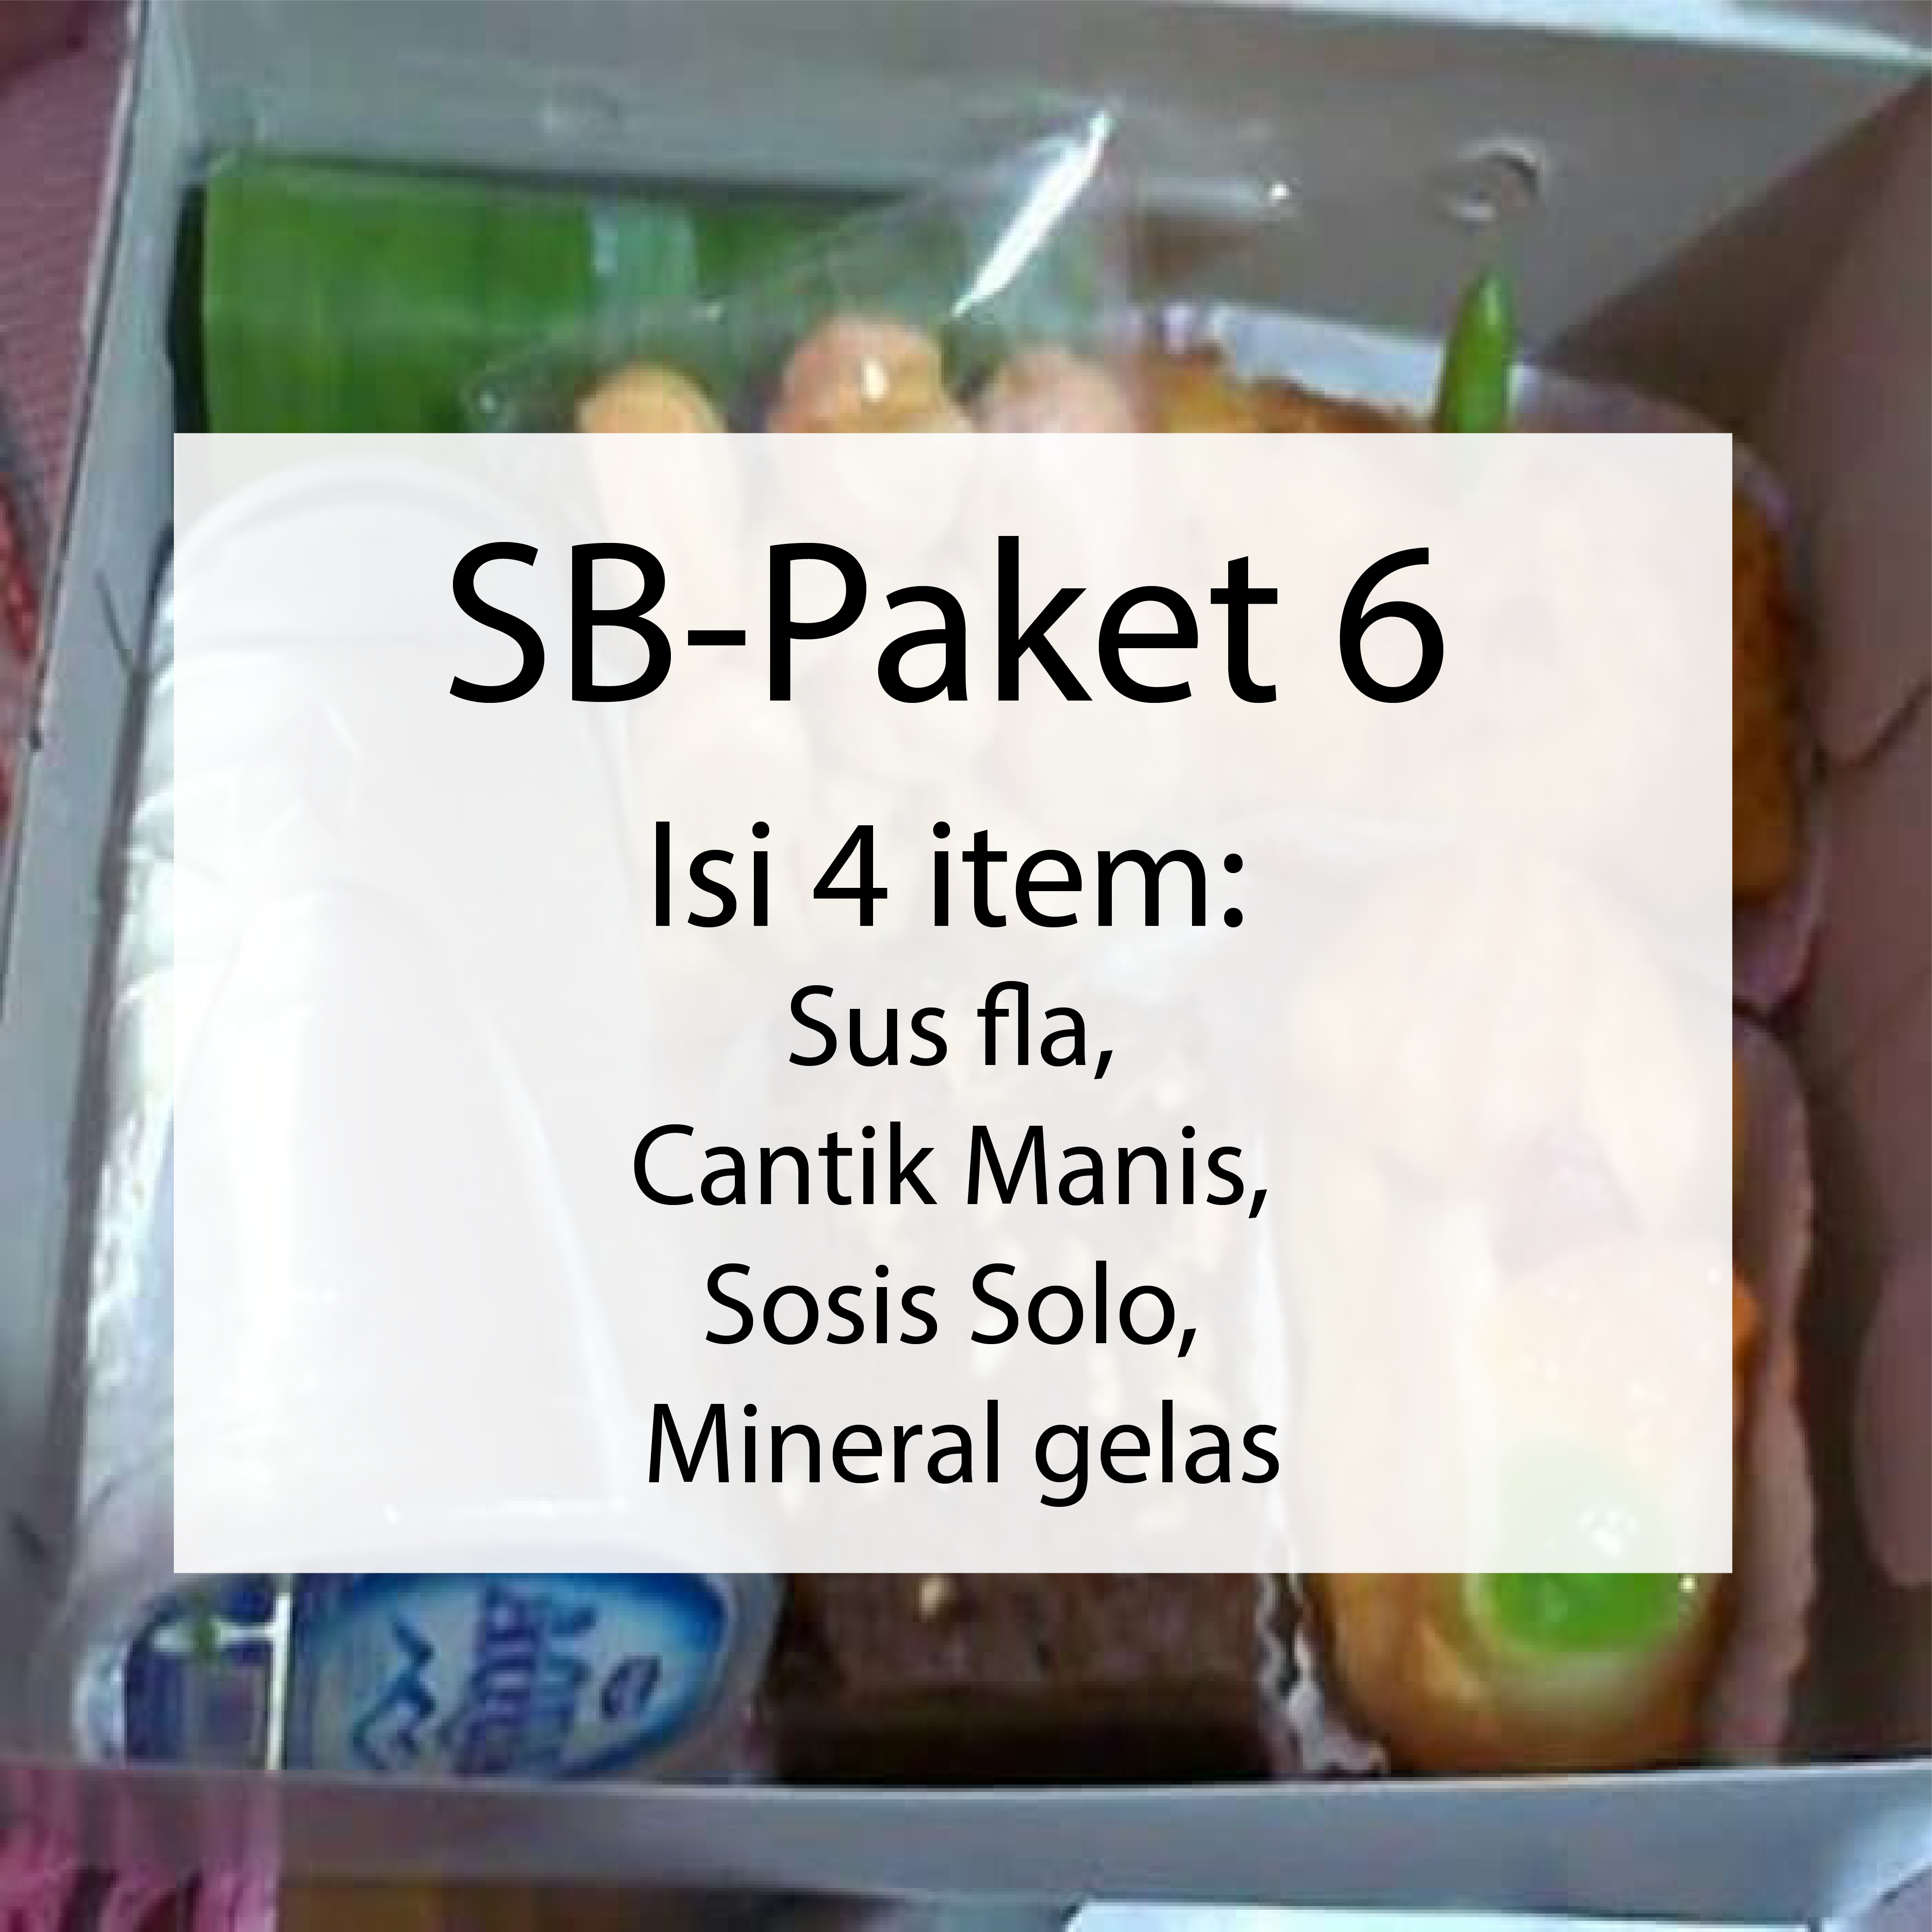 SB-Paket 6
Isi 4 item:
Sus fla,
Cantik Manis,
Sosis Solo,
Mineral gelas